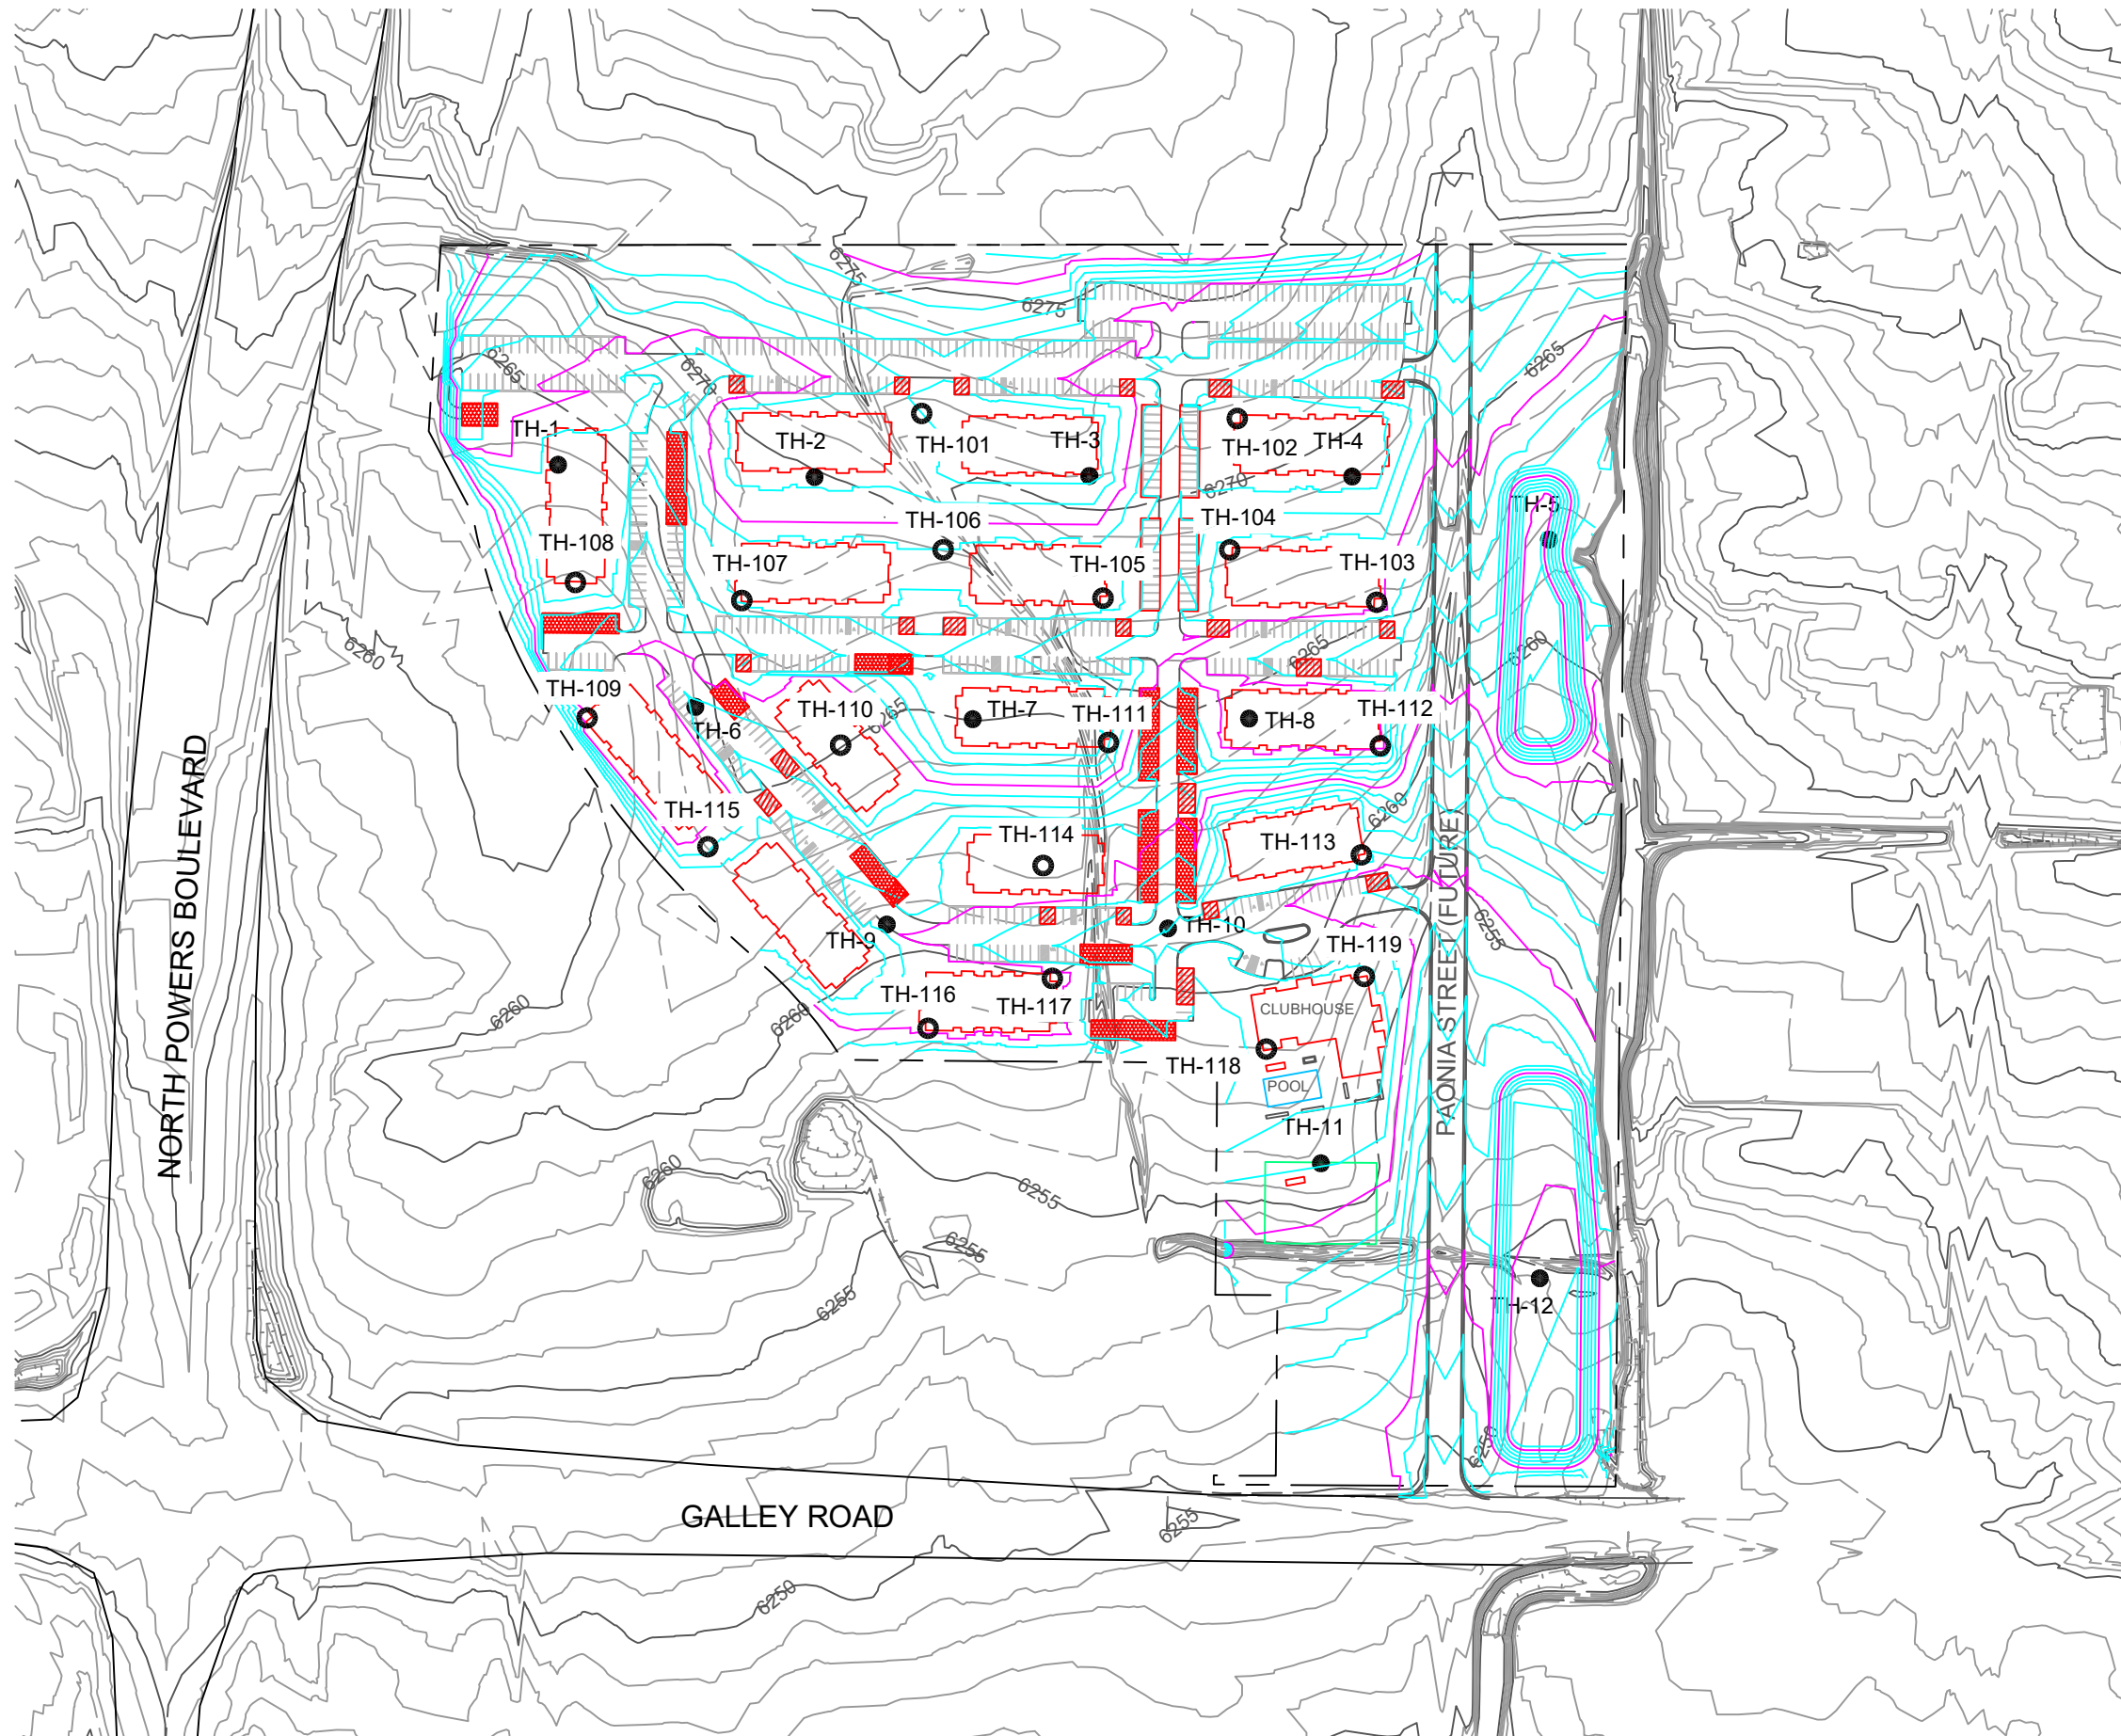 6275
6275
6265
6265
6270
TH-1
TH-2
TH-101
TH-3
TH-102
TH-4
6270
TH-5
TH-106
TH-104
TH-108
TH-107
TH-105
TH-103
6260
6265
6260
TH-109
TH-6
TH-110
6265
TH-7
TH-111
TH-8
TH-112
TH-115
TH-114
TH-113
6260
NORTH POWERS BOULEVARD
PAONIA STREET (FUTURE)
TH-9
TH-10
6255
TH-119
TH-116
TH-117
CLUBHOUSE
6260
6260
TH-118
POOL
TH-11
6260
6255
6255
6255
TH-12
6250
GALLEY ROAD
6255
6250